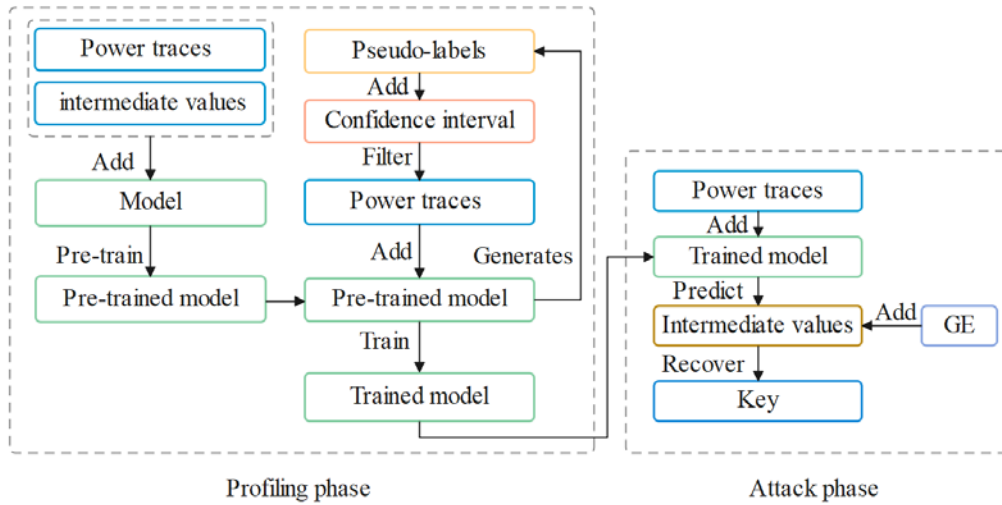 Power traces
intermediate values
Add
Model
Pre-train
Pre-trained model
Pseudo-labels
Add
Confidence interval
Filter
Power traces
Add
Generates
Pre-trained model
Train
Trained model
Profiling phase
Power traces
Add
Trained model
Predict
Intermediate values
Add
GE
Recover
Key
Attack phase